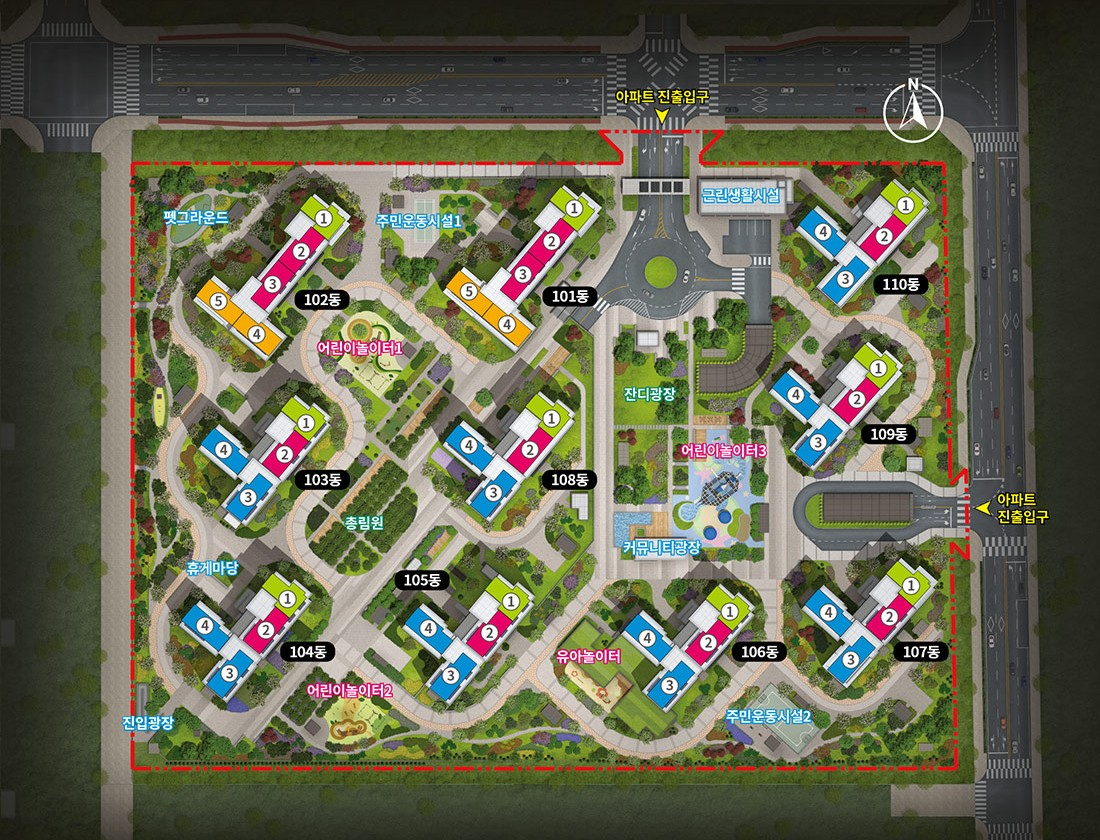 아파트 진출입구
N
펫그라운드
주민운동시설1
근린생활시설
1
2
3
5
4
102동
1
2
3
5
4
101동
1
4
2
3
110동
어린이놀이터1
잔디광장
1
4
2
3
109동
1
4
2
3
103동
1
4
2
3
108동
어린이놀이터3
아파트
진출입구
총림원
커뮤니티광장
휴게마당
105동
1
4
2
3
104동
1
4
2
3
유아놀이터
1
4
2
3
106동
1
4
2
3
107동
어린이놀이터2
진입광장
주민운동시설2